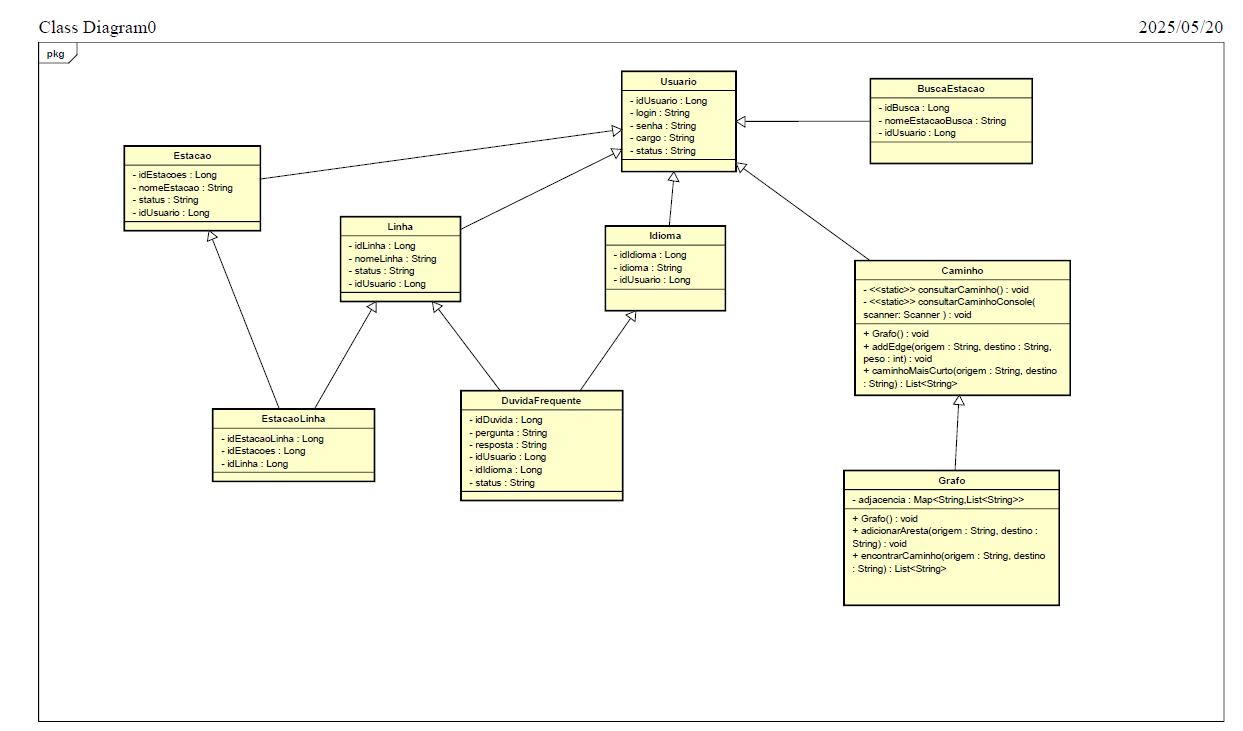 Class Diagram0
2025/05/20
pkg
Usuario
- idUsuario : Long
- login : String
- senha : String
- cargo : String
- status : String
BuscaEstacao
- idBusca : Long
- nomeEstacaoBusca : String
- idUsuario : Long
Estacao
- idEstacoes : Long
- nomeEstacao : String
- status : String
- idUsuario : Long
Linha
- idLinha : Long
- nomeLinha : String
- status : String
- idUsuario : Long
Idioma
- idIdioma : Long
- idioma : String
- idUsuario : Long
Caminho
- <<static>> consultarCaminho() : void
- <<static>> consultarCaminhoConsole(
scanner: Scanner ) : void
+ Grafo() : void
+ addEdge(origem : String, destino : String,
peso : int) : void
+ caminhoMaisCurto(origem : String, destino
: String) : List<String>
EstacaoLinha
- idEstacaoLinha : Long
- idEstacoes : Long
- idLinha : Long
DuvidaFrequente
- idDuvida : Long
- pergunta : String
- resposta : String
- idUsuario : Long
- idIdioma : Long
- status : String
Grafo
- adjacencia : Map<String,List<String>>
+ Grafo() : void
+ adicionarAresta(origem : String, destino :
String) : void
+ encontrarCaminho(origem : String, destino
: String) : List<String>